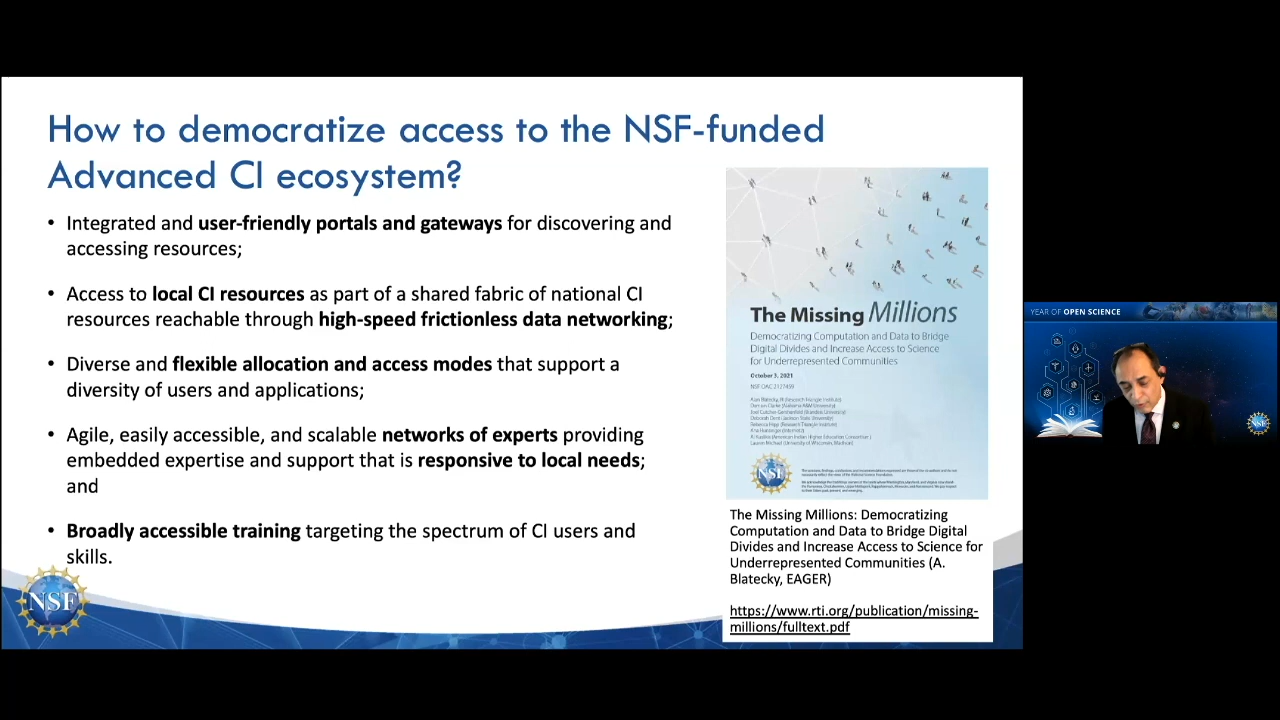 How to democratize access to the NSF-funded
Advanced CI ecosystem?
• Integrated and user-friendly portals and gateways for discovering and
accessing resources;
• Access to local CI resources as part of a shared fabric of national CI
resources reachable through high-speed frictionless data networking;
• Diverse and flexible allocation and access modes that support a
diversity of users and applications;
• Agile, easily accessible, and scalable networks of experts providing
embedded expertise and support that is responsive to local needs;
and
• Broadly accessible training targeting the spectrum of CI users and
skills.
NSF
The Missing Millions
Democratizing Computation and Data to Bridge
Digital Divides and Increase Access to Science
for Underrepresented Communities
October 3, 2021
NSF OAC 2127459
NSF
The Missing Millions: Democratizing
Computation and Data to Bridge Digital
Divides and Increase Access to Science for
Underrepresented Communities (A.
Blatecky, EAGER)
https://www.rti.org/publication/missing-
millions/fulltext.pdf
YEAR OF OPEN SCIENCE